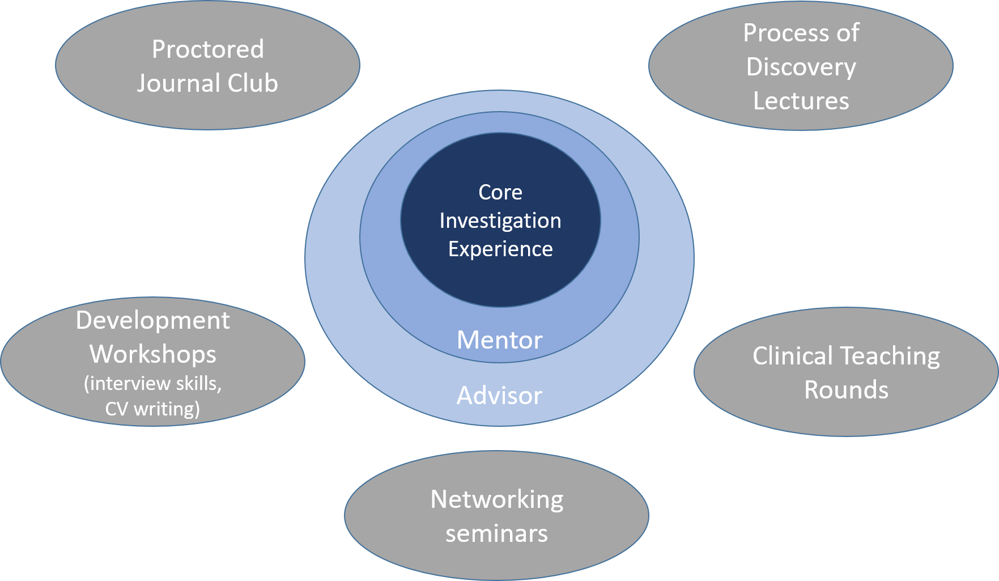 Proctored
Journal Club
Process of
Discovery
Lectures
Core
Investigation
Experience
Mentor
Advisor
Development
Workshops
(interview skills,
CV writing)
Clinical Teaching
Rounds
Networking
seminars